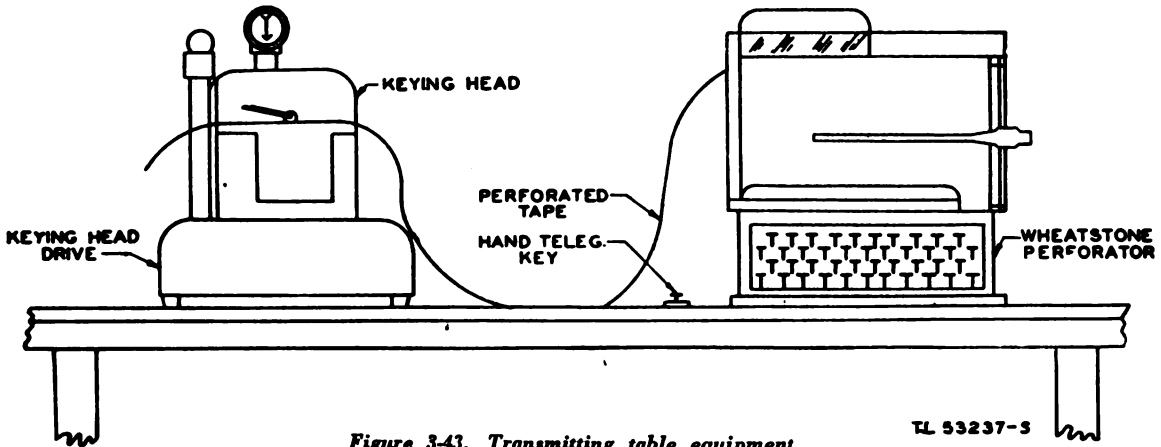 KEYING HEAD
PERFORATED
TAPE
HAND TELEG.
KEY
KEYING HEAD
DRIVE
WHEATSTONE
PERFORATOR
TL 53237-S
Figure 3-43. Transmitting table equipment